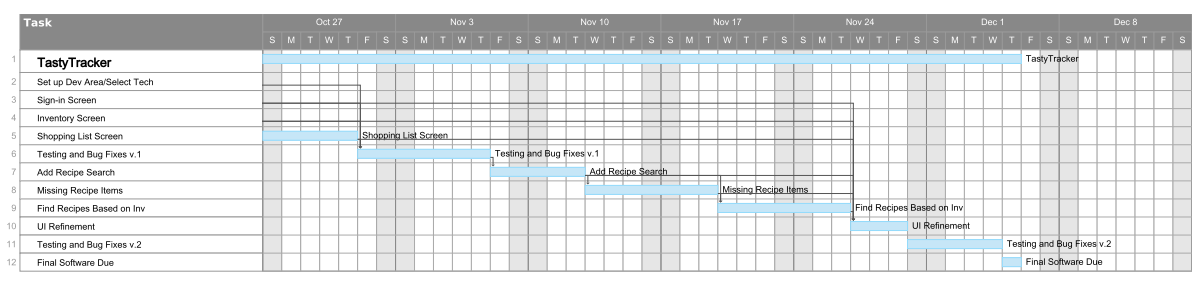 Task Oct 27 Nov 3 Nov 10 Nov 17 Nov 24 Dec 1 Dec 8
S M T W T F S S M T W T F S S M T W T F S S M T W T F S S M T W T F S S M T W T F S S M T W T F S
1 TastyTracker TastyTracker
2 Set up Dev Area/Select Tech
3 Sign-in Screen
4 Inventory Screen
5 Shopping List Screen Shopping List Screen
6 Testing and Bug Fixes v.1 Testing and Bug Fixes v.1
7 Add Recipe Search Add Recipe Search
8 Missing Recipe Items Missing Recipe Items
9 Find Recipes Based on Inv Find Recipes Based on Inv
10 UI Refinement UI Refinement
11 Testing and Bug Fixes v.2 Testing and Bug Fixes v.2
12 Final Software Due Final Software Due